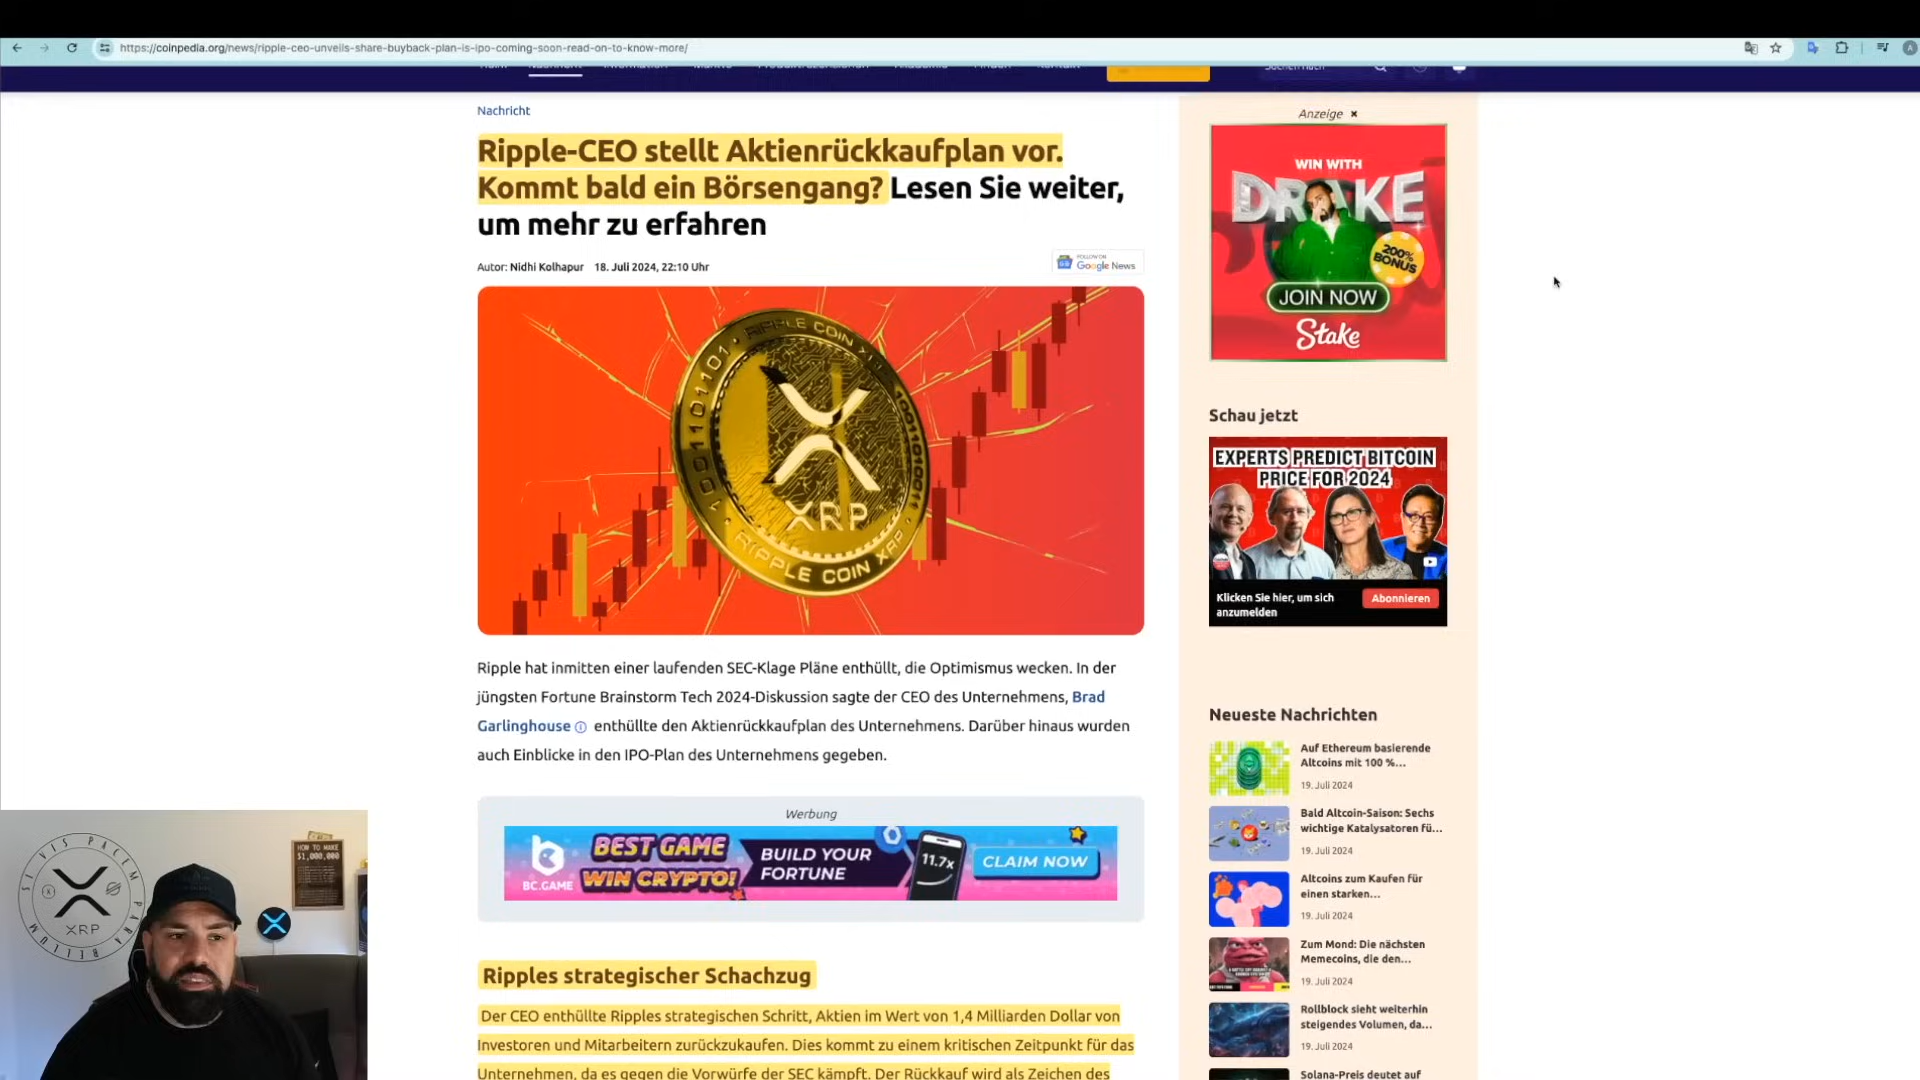 https://coinpedia.org/news/ripple-ceo-unveils-share-buyback-plan-is-ipo-coming-soon-read-on-to-know-more/
Nachricht
Ripple-CEO stellt Aktienrückkaufplan vor.
Kommt bald ein Börsengang? Lesen Sie weiter,
um mehr zu erfahren
Autor: Nidhi Kolhapur 18. Juli 2024, 22:10 Uhr
FOLLOW ON
Google News
RIPPLE COIN
XRP
RIPPLE COIN XRP
Ripple hat inmitten einer laufenden SEC-Klage Pläne enthüllt, die Optimismus wecken. In der
jüngsten Fortune Brainstorm Tech 2024-Diskussion sagte der CEO des Unternehmens, Brad
Garlinghouse enthüllte den Aktienrückkaufplan des Unternehmens. Darüber hinaus wurden
auch Einblicke in den IPO-Plan des Unternehmens gegeben.
Werbung
BC.GAME
BEST GAME
WIN CRYPTO!
BUILD YOUR
FORTUNE
11.7x
CLAIM NOW
Ripples strategischer Schachzug
Der CEO enthüllte Ripples strategischen Schritt, Aktien im Wert von 1,4 Milliarden Dollar von
Investoren und Mitarbeitern zurückzukaufen. Dies kommt zu einem kritischen Zeitpunkt für das
Unternehmen, da es gegen die Vorwürfe der SEC kämpft. Der Rückkauf wird als Zeichen des
Anzeige
WIN WITH
DRAKE
200%
BONUS
JOIN NOW
Stake
Schau jetzt
EXPERTS PREDICT BITCOIN
PRICE FOR 2024
Klicken Sie hier, um sich
anzumelden
Abonnieren
Neueste Nachrichten
Auf Ethereum basierende
Altcoins mit 100 %...
19. Juli 2024
Bald Altcoin-Saison: Sechs
wichtige Katalysatoren fü...
19. Juli 2024
Altcoins zum Kaufen für
einen starken...
19. Juli 2024
Zum Mond: Die nächsten
Memecoins, die den...
19. Juli 2024
Rollblock sieht weiterhin
steigendes Volumen, da...
19. Juli 2024
Solana-Preis deutet auf
SI VIS PACEM
PARA BELLUM
XRP
HOW TO MAKE
$1,000,000